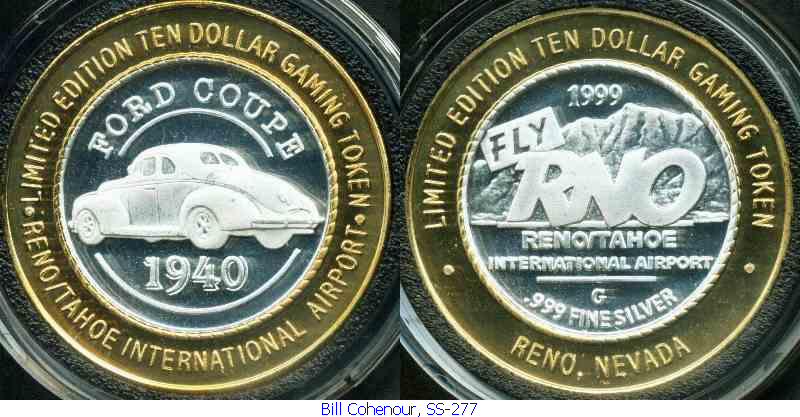 LIMITED EDITION TEN DOLLAR GAMING TOKEN
FORD COUPE
1940
• RENO/TAHOE INTERNATIONAL AIRPORT •
LIMITED EDITION TEN DOLLAR GAMING TOKEN
1999
FLY
RNO
RENO/TAHOE
INTERNATIONAL AIRPORT
G
.999 FINE SILVER
• RENO, NEVADA •
Bill Cohenour, SS-277